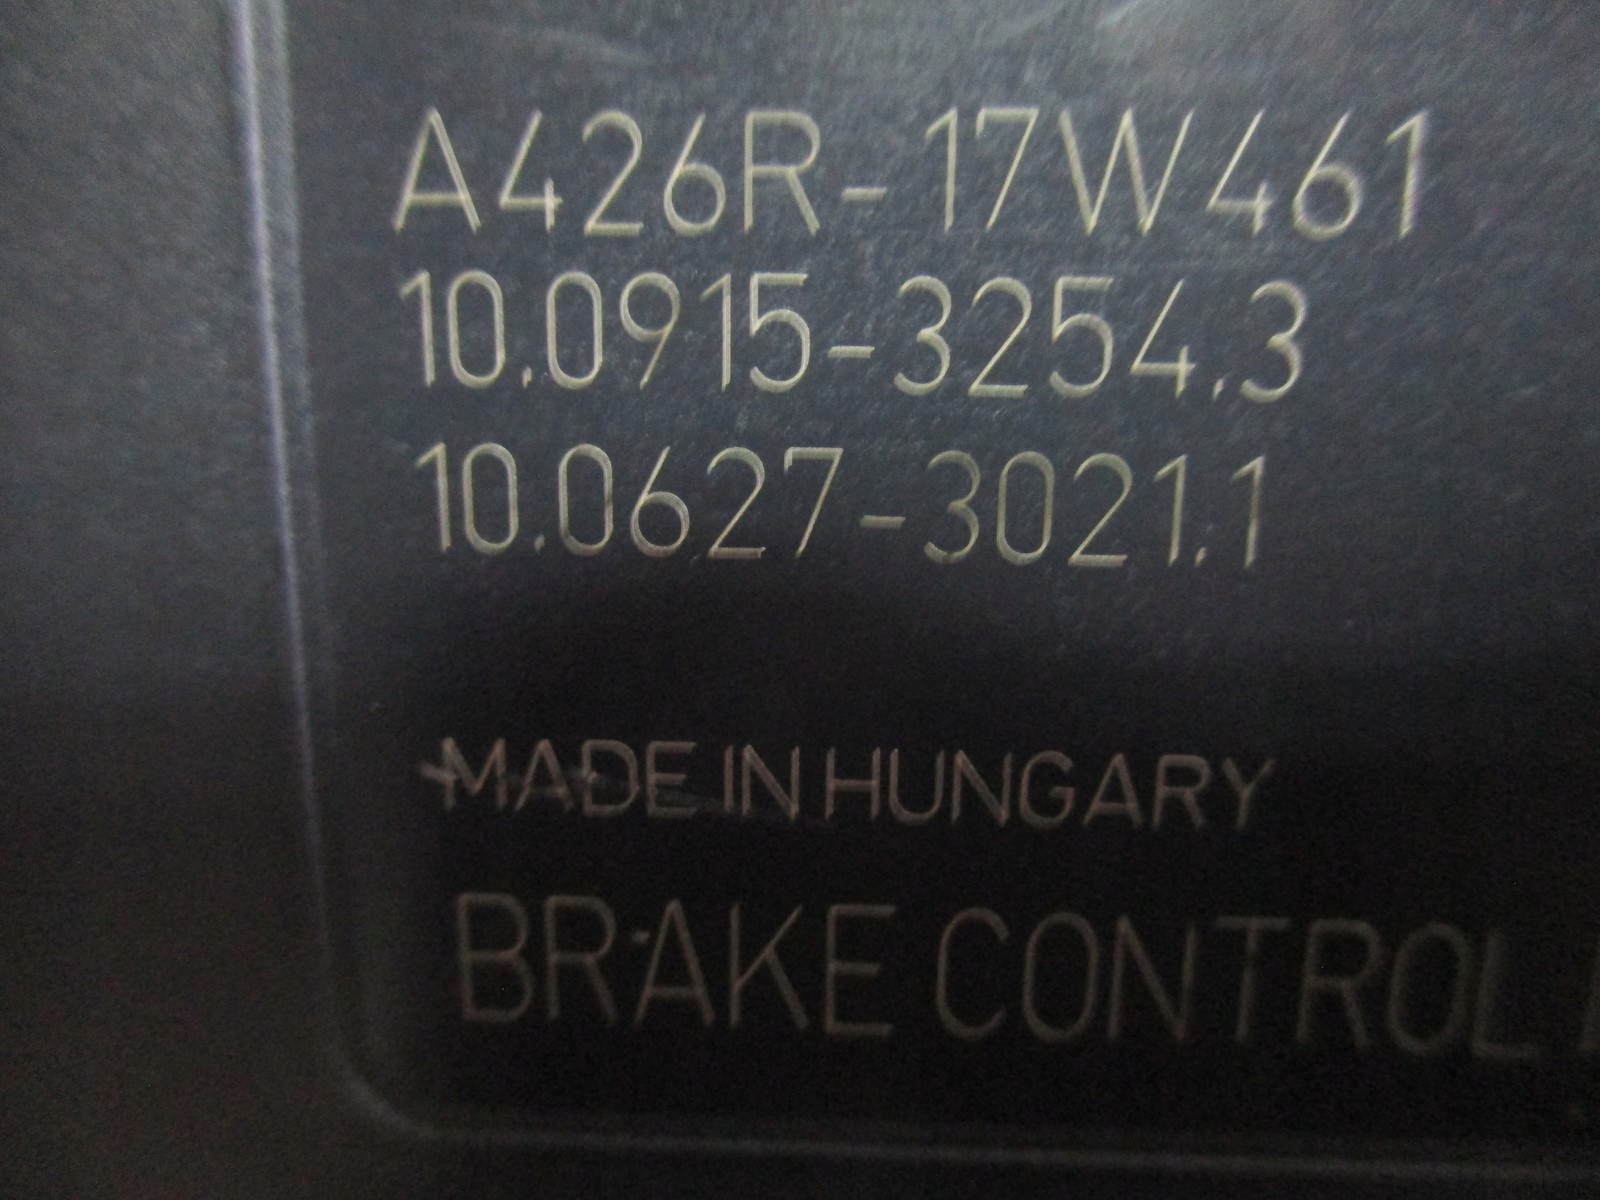 A426R-17W461
10.0915-3254.3
10.0627-3021.1
MADE IN HUNGARY
BRAKE CONTROL